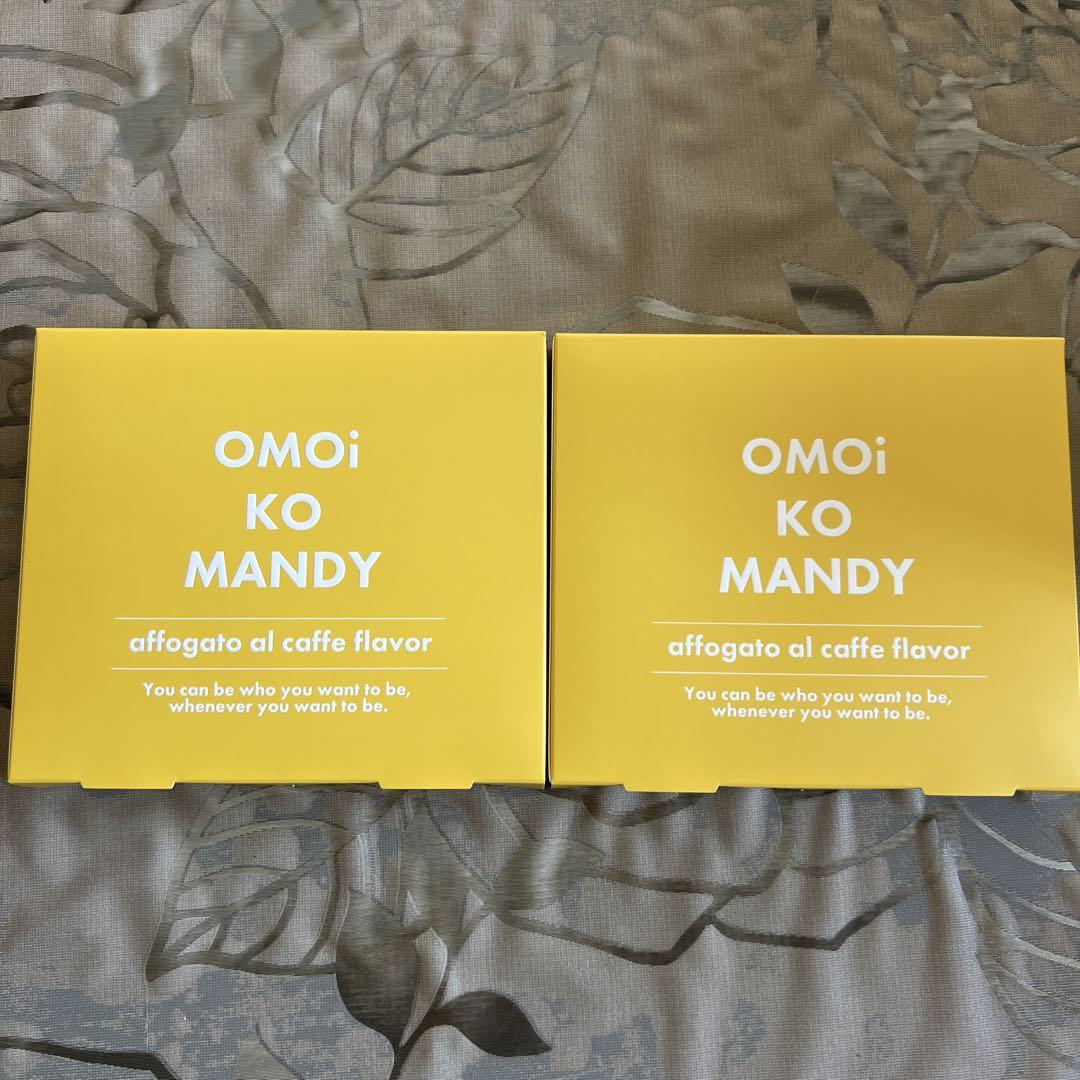 OMOi
KO
MANDY
affogato al caffe flavor
You can be who you want to be,
whenever you want to be.
OMOi
KO
MANDY
affogato al caffe flavor
You can be who you want to be,
whenever you want to be.